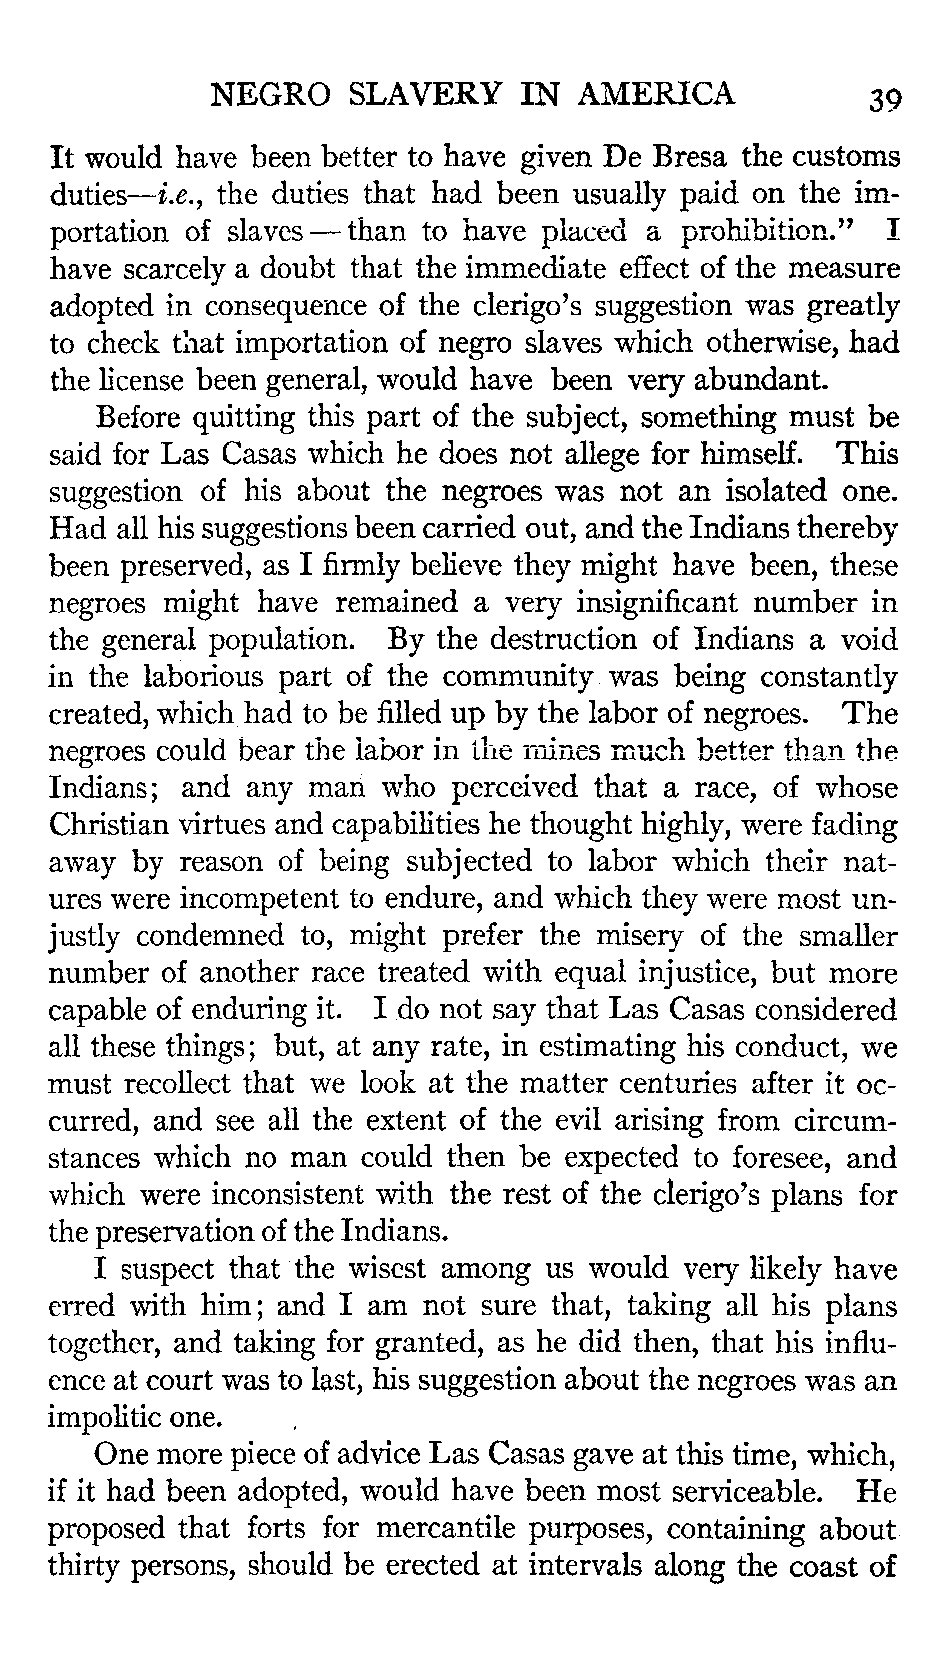 NEGRO SLAVERY IN AMERICA 39
It would have been better to have given De Bresa the customs
duties—i.e., the duties that had been usually paid on the im-
portation of slaves — than to have placed a prohibition." I
have scarcely a doubt that the immediate effect of the measure
adopted in consequence of the clerigo's suggestion was greatly
to check that importation of negro slaves which otherwise, had
the license been general, would have been very abundant.
Before quitting this part of the subject, something must be
said for Las Casas which he does not allege for himself. This
suggestion of his about the negroes was not an isolated one.
Had all his suggestions been carried out, and the Indians thereby
been preserved, as I firmly believe they might have been, these
negroes might have remained a very insignificant number in
the general population. By the destruction of Indians a void
in the laborious part of the community was being constantly
created, which had to be filled up by the labor of negroes. The
negroes could bear the labor in the mines much better than the
Indians; and any man who perceived that a race, of whose
Christian virtues and capabilities he thought highly, were fading
away by reason of being subjected to labor which their nat-
ures were incompetent to endure, and which they were most un-
justly condemned to, might prefer the misery of the smaller
number of another race treated with equal injustice, but more
capable of enduring it. I do not say that Las Casas considered
all these things; but, at any rate, in estimating his conduct, we
must recollect that we look at the matter centuries after it oc-
curred, and see all the extent of the evil arising from circum-
stances which no man could then be expected to foresee, and
which were inconsistent with the rest of the clerigo's plans for
the preservation of the Indians.
I suspect that the wisest among us would very likely have
erred with him; and I am not sure that, taking all his plans
together, and taking for granted, as he did then, that his influ-
ence at court was to last, his suggestion about the negroes was an
impolitic one.
One more piece of advice Las Casas gave at this time, which,
if it had been adopted, would have been most serviceable. He
proposed that forts for mercantile purposes, containing about
thirty persons, should be erected at intervals along the coast of